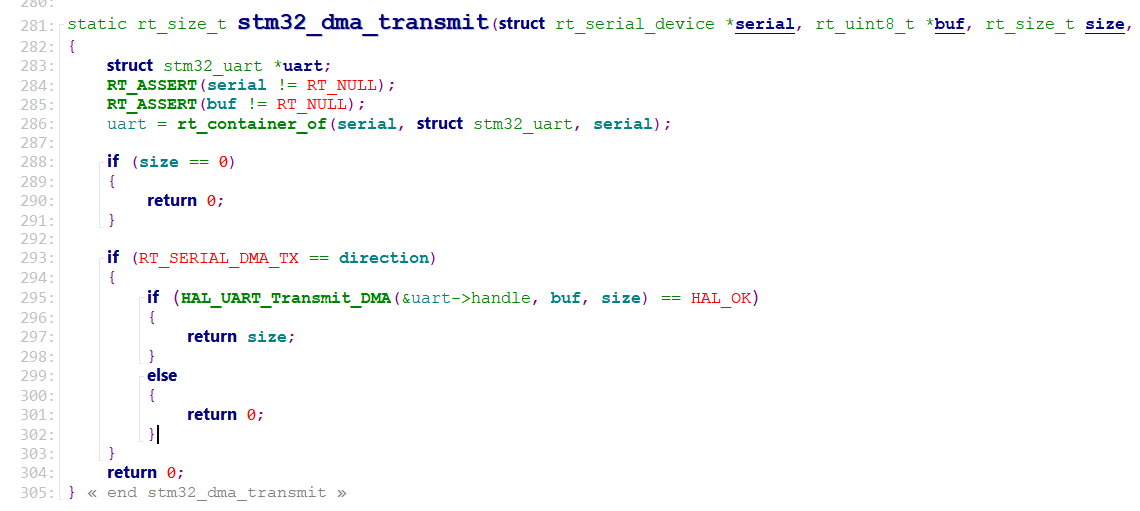 280:
281: static rt_size_t stm32_dma_transmit(struct rt_serial_device *serial, rt_uint8_t *buf, rt_size_t size,
282: {
283:     struct stm32_uart *uart;
284:     RT_ASSERT(serial != RT_NULL);
285:     RT_ASSERT(buf != RT_NULL);
286:     uart = rt_container_of(serial, struct stm32_uart, serial);
287:
288:     if (size == 0)
289:     {
290:         return 0;
291:     }
292:
293:     if (RT_SERIAL_DMA_TX == direction)
294:     {
295:         if (HAL_UART_Transmit_DMA(&uart->handle, buf, size) == HAL_OK)
296:         {
297:             return size;
298:         }
299:         else
300:         {
301:             return 0;
302:         }
303:     }
304:     return 0;
305: } « end stm32_dma_transmit »